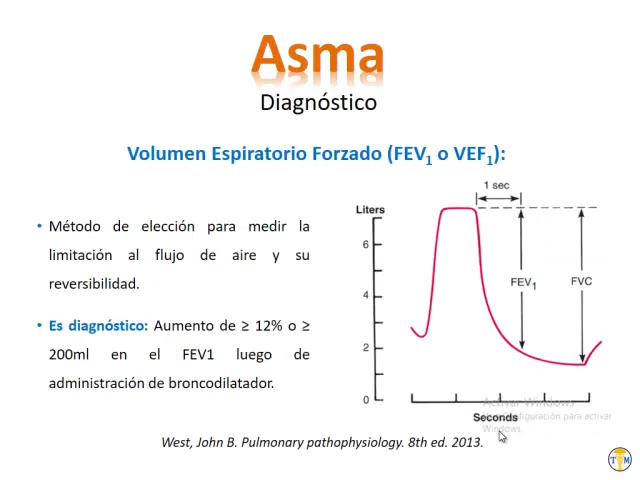 Asma
Diagnóstico
Volumen Espiratorio Forzado (FEV1 o VEF1):
• Método de elección para medir la
limitación al flujo de aire y su
reversibilidad.
• Es diagnóstico: Aumento de ≥ 12% o ≥
200ml en el FEV1 luego de
administración de broncodilatador.
1 sec
Liters
6
4
2
0
FEV1
FVC
Seconds
Activar Windows
configuración para activar
Windows.
West, John B. Pulmonary pathophysiology. 8th ed. 2013.
T M